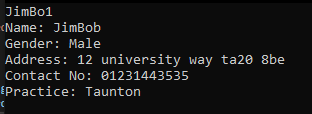 JimBo1
Name: JimBob
Gender: Male
Address: 12 university way ta20 8be
Contact No: 01231443535
Practice: Taunton